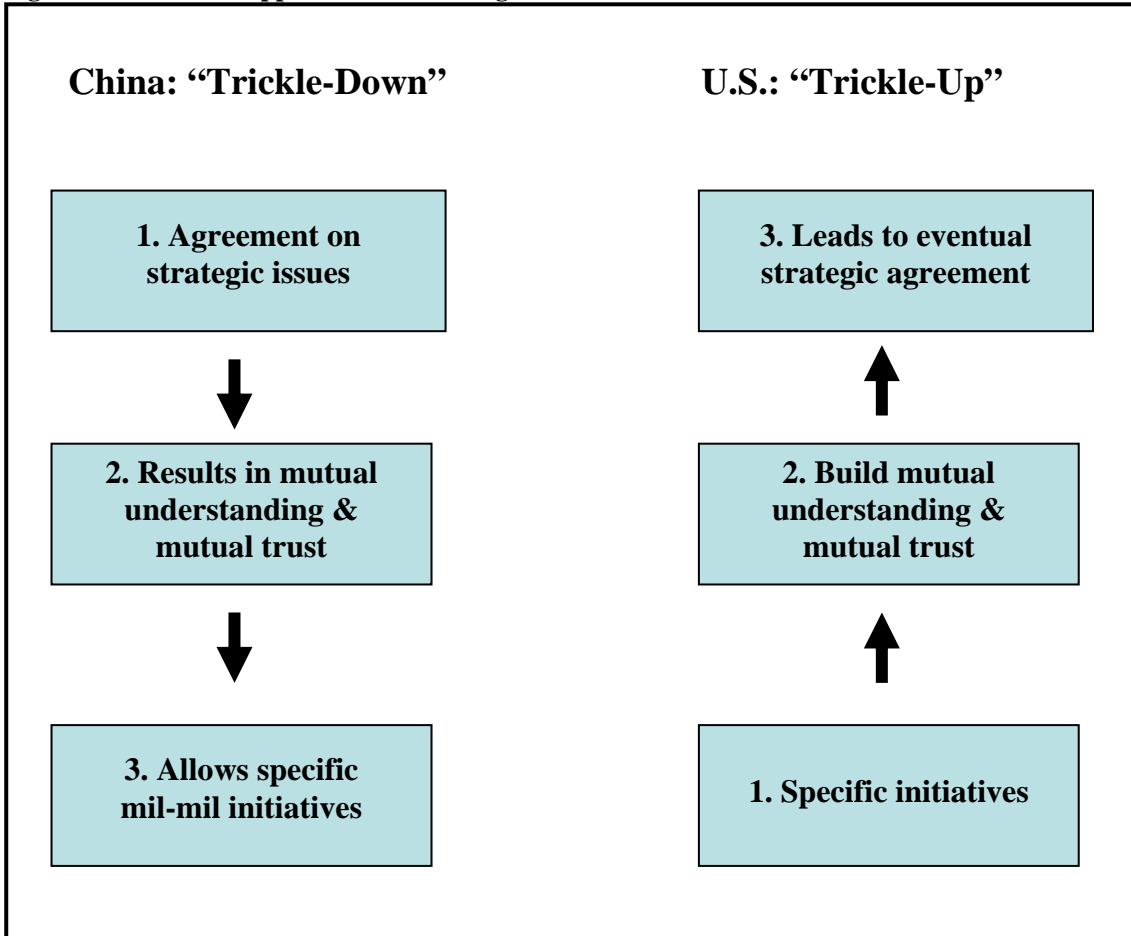 China: “Trickle-Down”
1. Agreement on
strategic issues
2. Results in mutual
understanding &
mutual trust
3. Allows specific
mil-mil initiatives
U.S.: “Trickle-Up”
3. Leads to eventual
strategic agreement
2. Build mutual
understanding &
mutual trust
1. Specific initiatives